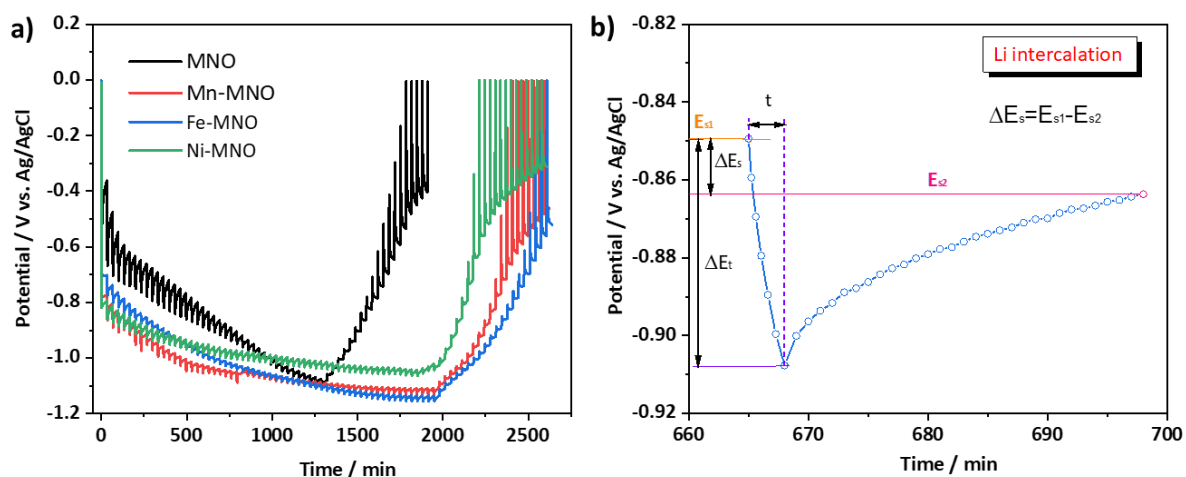 a)
MNO
Mn-MNO
Fe-MNO
Ni-MNO
0.2
0.0
-0.2
-0.4
-0.6
-0.8
-1.0
-1.2
0
500
1000
1500
2000
2500
Potential / V vs. Ag/AgCl
Time / min
b)
Li intercalation
ΔEs=Es1-Es2
t
Es1
ΔEs
Es2
ΔEt
-0.82
-0.84
-0.86
-0.88
-0.90
-0.92
660
670
680
690
700
Potential / V vs. Ag/AgCl
Time / min